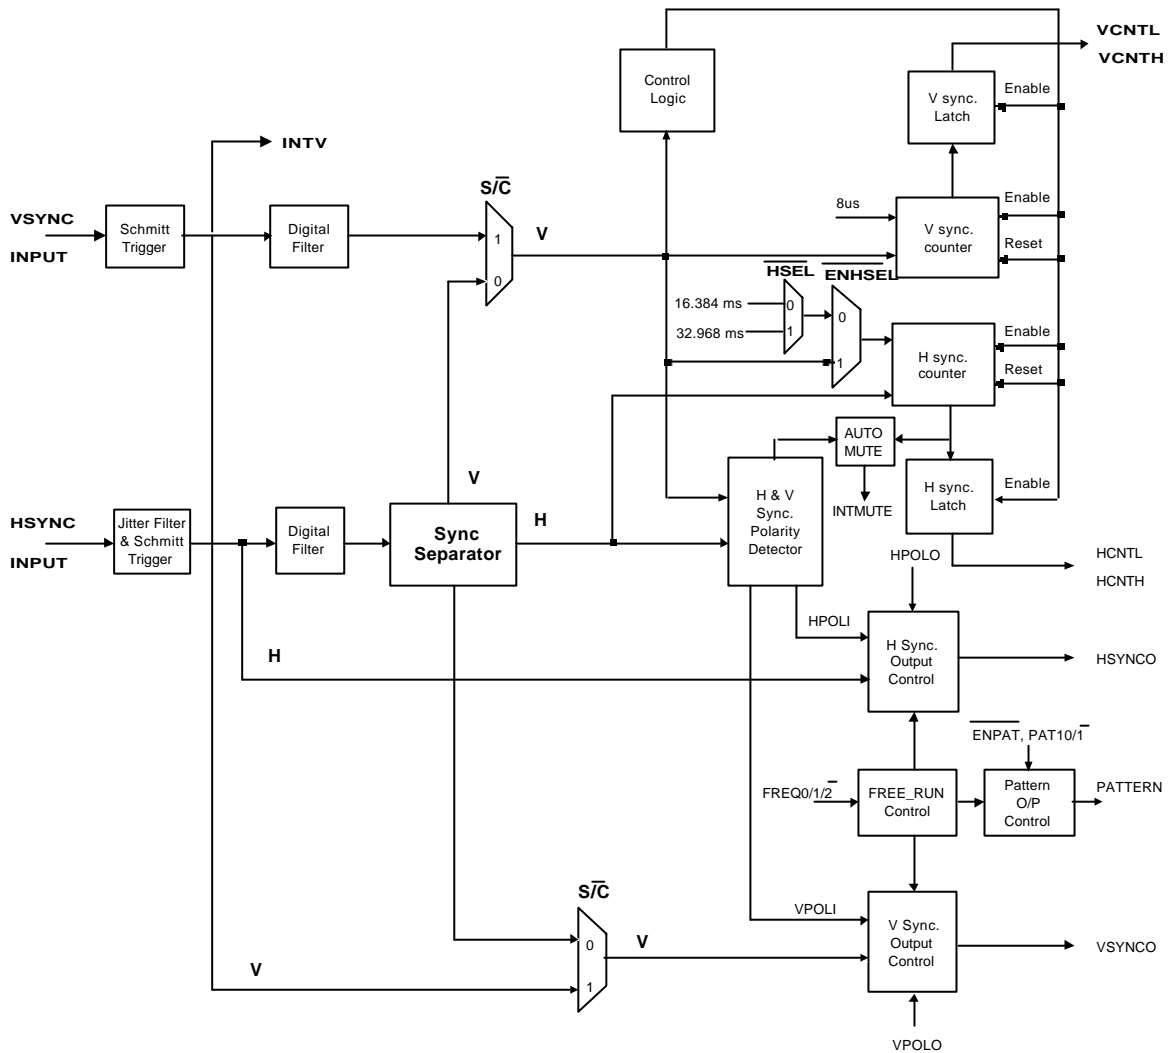 VCNTL
VCNTH
Control
Logic
Enable
V sync.
Latch
INTV
S/C̅
VSYNC
INPUT
Schmitt
Trigger
Digital
Filter
1
0
V
8us
Enable
V sync.
counter
Reset
H̅S̅E̅L̅
E̅N̅H̅S̅E̅L̅
16.384 ms
0
32.968 ms
1
0
1
Enable
H sync.
counter
Reset
AUTO
MUTE
V
H & V
Sync.
Polarity
Detector
INTMUTE
H sync.
Latch
Enable
HSYNC
INPUT
Jitter Filter
& Schmitt
Trigger
Digital
Filter
Sync
Separator
H
HPOLO
HCNTL
HCNTH
HPOLI
H
H Sync.
Output
Control
HSYNCO
E̅N̅P̅A̅T̅, PAT10/1̅
FREQ0/1/2̅
FREE_RUN
Control
Pattern
O/P
Control
PATTERN
S/C̅
VPOLI
0
V
V Sync.
Output
Control
VSYNCO
V
1
VPOLO